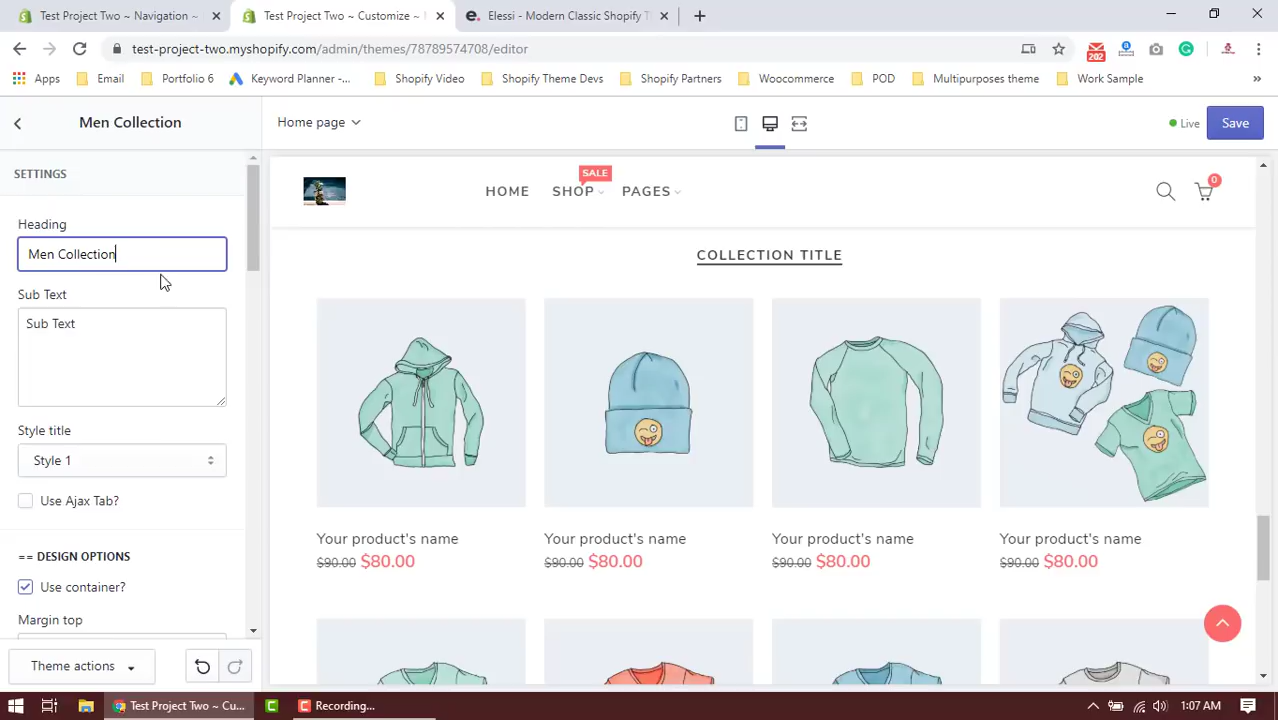 Test Project Two ~ Navigation ~
Test Project Two ~ Customize ~
Elessi - Modern Classic Shopify T
test-project-two.myshopify.com/admin/themes/78789574708/editor
202
Apps
Email
Portfolio 6
Keyword Planner -...
Shopify Video
Shopify Theme Devs
Shopify Partners
Woocommerce
POD
Multipurposes theme
Work Sample
Men Collection
Home page
Live
Save
SETTINGS
Heading
Men Collection
Sub Text
Sub Text
Style title
Style 1
Use Ajax Tab?
== DESIGN OPTIONS
Use container?
Margin top
Theme actions
SALE
HOME
SHOP
PAGES
0
COLLECTION TITLE
Your product's name
$90.00 $80.00
Your product's name
$90.00 $80.00
Your product's name
$90.00 $80.00
Your product's name
$90.00 $80.00
Test Project Two ~ Cu...
Recording...
1:07 AM